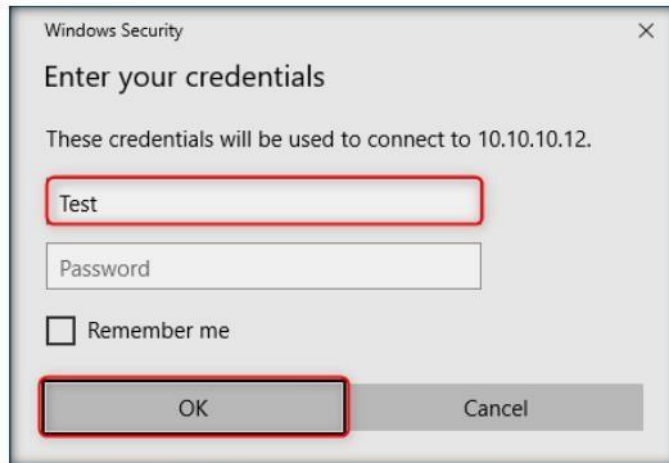 Windows Security
Enter your credentials
These credentials will be used to connect to 10.10.10.12.
Test
Password
Remember me
OK
Cancel